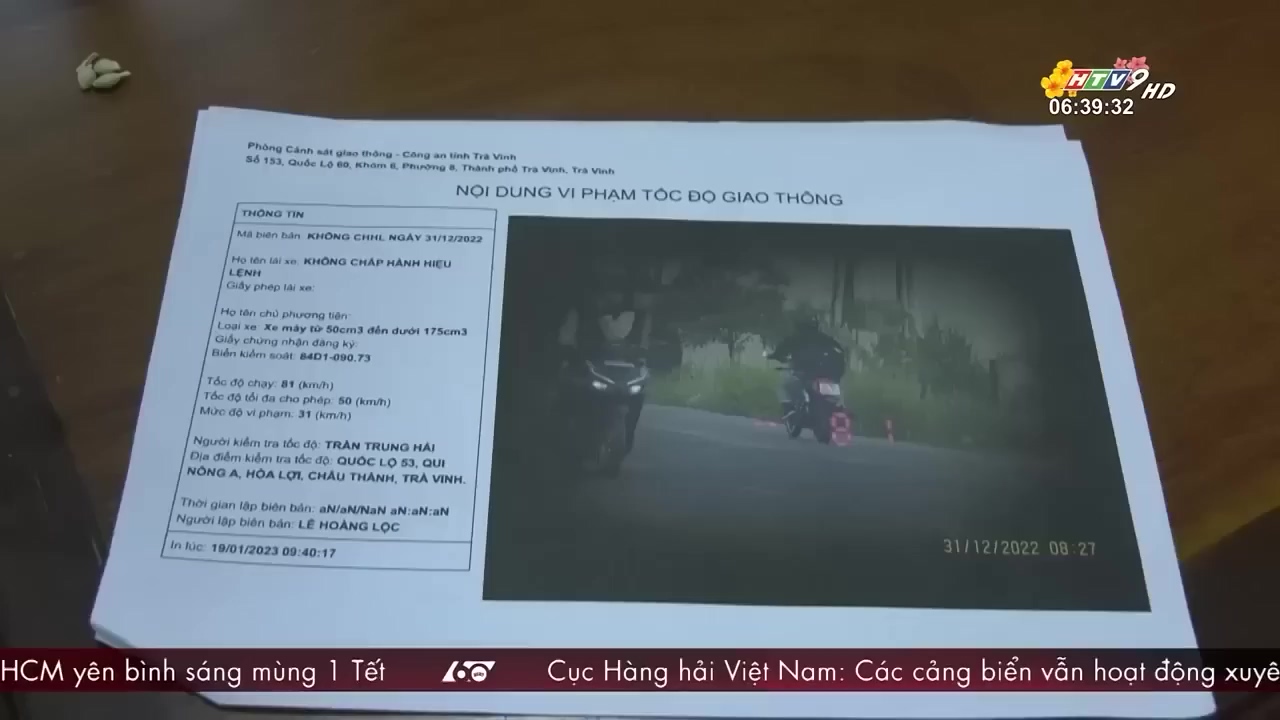 HTV9 HD
06:39:32
Phòng Cảnh sát giao thông - Công an tỉnh Trà Vinh
Số 153, Quốc Lộ 60, Khóm 6, Phường 8, Thành phố Trà Vinh, Trà Vinh
NỘI DUNG VI PHẠM TỐC ĐỘ GIAO THÔNG
THÔNG TIN
Mã biên bản: KHÔNG CHHL NGÀY 31/12/2022
Họ tên lái xe: KHÔNG CHẤP HÀNH HIỆU
LỆNH
Giấy phép lái xe:
Họ tên chủ phương tiện:
Loại xe: Xe máy từ 50cm3 đến dưới 175cm3
Giấy chứng nhận đăng ký:
Biển kiểm soát: 84D1-090.73
Tốc độ chạy: 81 (km/h)
Tốc độ tối đa cho phép: 50 (km/h)
Mức độ vi phạm: 31 (km/h)
Người kiểm tra tốc độ: TRẦN TRUNG HẢI
Địa điểm kiểm tra tốc độ: QUỐC LỘ 53, QUI
NÔNG A, HÒA LỢI, CHÂU THÀNH, TRÀ VINH.
Thời gian lập biên bản: aN/aN/NaN aN:aN:aN
Người lập biên bản: LÊ HOÀNG LỘC
In lúc: 19/01/2023 09:40:17
31/12/2022 08:27
HCM yên bình sáng mùng 1 Tết
60 Cục Hàng hải Việt Nam: Các cảng biển vẫn hoạt động xuyê